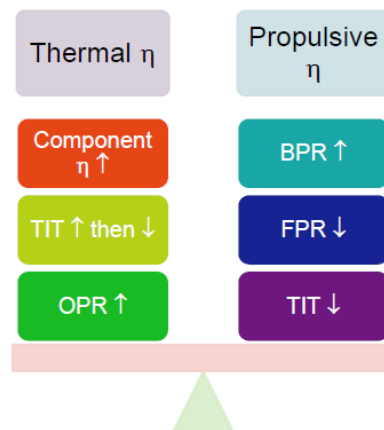 Thermal η
Propulsive
η
Component
η ↑
BPR ↑
TIT ↑ then ↓
FPR ↓
OPR ↑
TIT ↓